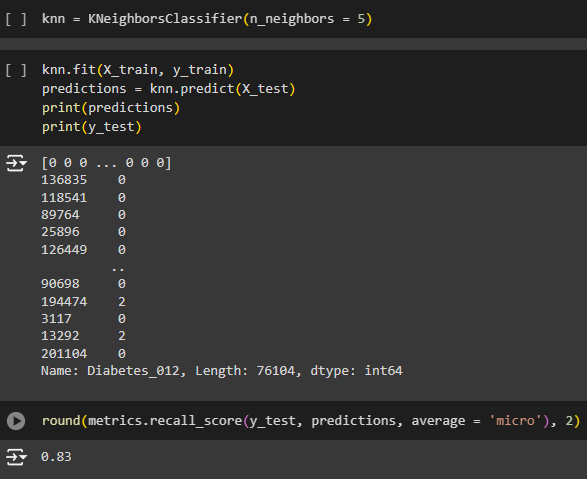 [ ] knn = KNeighborsClassifier(n_neighbors = 5)
[ ] knn.fit(X_train, y_train)
predictions = knn.predict(X_test)
print(predictions)
print(y_test)
[0 0 0 ... 0 0 0]
136835    0
118541    0
89764     0
25896     0
126449    0
         ..
90698     0
194474    2
3117      0
13292     2
201104    0
Name: Diabetes_012, Length: 76104, dtype: int64
round(metrics.recall_score(y_test, predictions, average = 'micro'), 2)
0.83